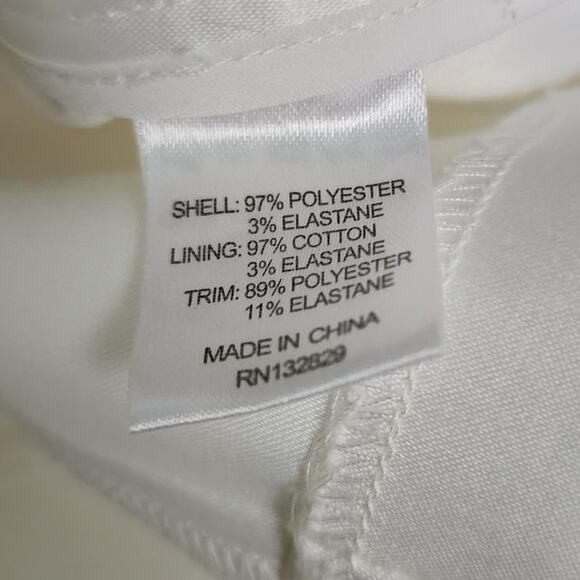 SHELL: 97% POLYESTER
3% ELASTANE
LINING: 97% COTTON
3% ELASTANE
TRIM: 89% POLYESTER
11% ELASTANE
MADE IN CHINA
RN132829